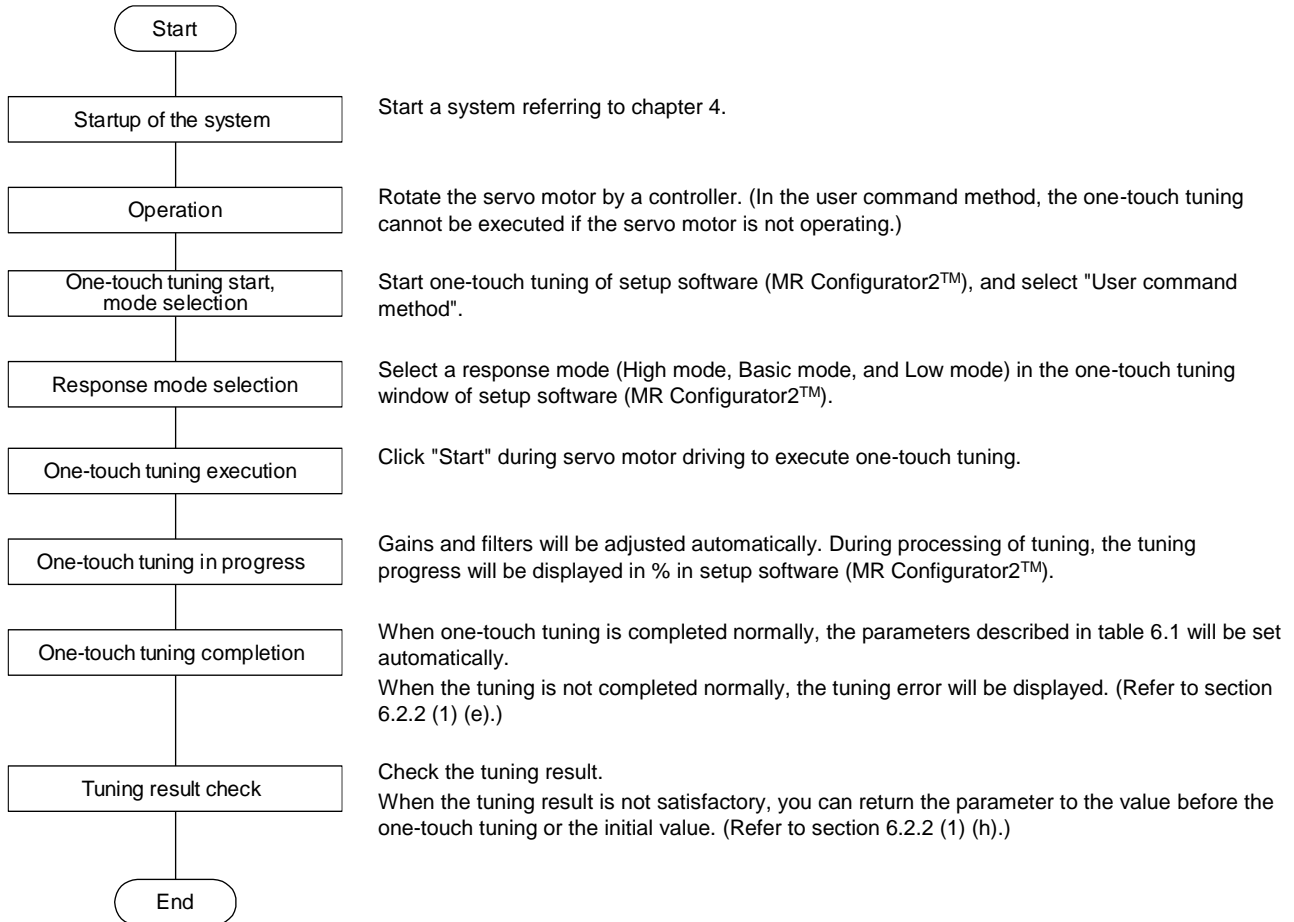 Start
Startup of the system
Start a system referring to chapter 4.
Operation
Rotate the servo motor by a controller. (In the user command method, the one-touch tuning
cannot be executed if the servo motor is not operating.)
One-touch tuning start,
mode selection
Start one-touch tuning of setup software (MR Configurator2TM), and select "User command
method".
Response mode selection
Select a response mode (High mode, Basic mode, and Low mode) in the one-touch tuning
window of setup software (MR Configurator2TM).
One-touch tuning execution
Click "Start" during servo motor driving to execute one-touch tuning.
One-touch tuning in progress
Gains and filters will be adjusted automatically. During processing of tuning, the tuning
progress will be displayed in % in setup software (MR Configurator2TM).
One-touch tuning completion
When one-touch tuning is completed normally, the parameters described in table 6.1 will be set
automatically.
When the tuning is not completed normally, the tuning error will be displayed. (Refer to section
6.2.2 (1) (e).)
Tuning result check
Check the tuning result.
When the tuning result is not satisfactory, you can return the parameter to the value before the
one-touch tuning or the initial value. (Refer to section 6.2.2 (1) (h).)
End